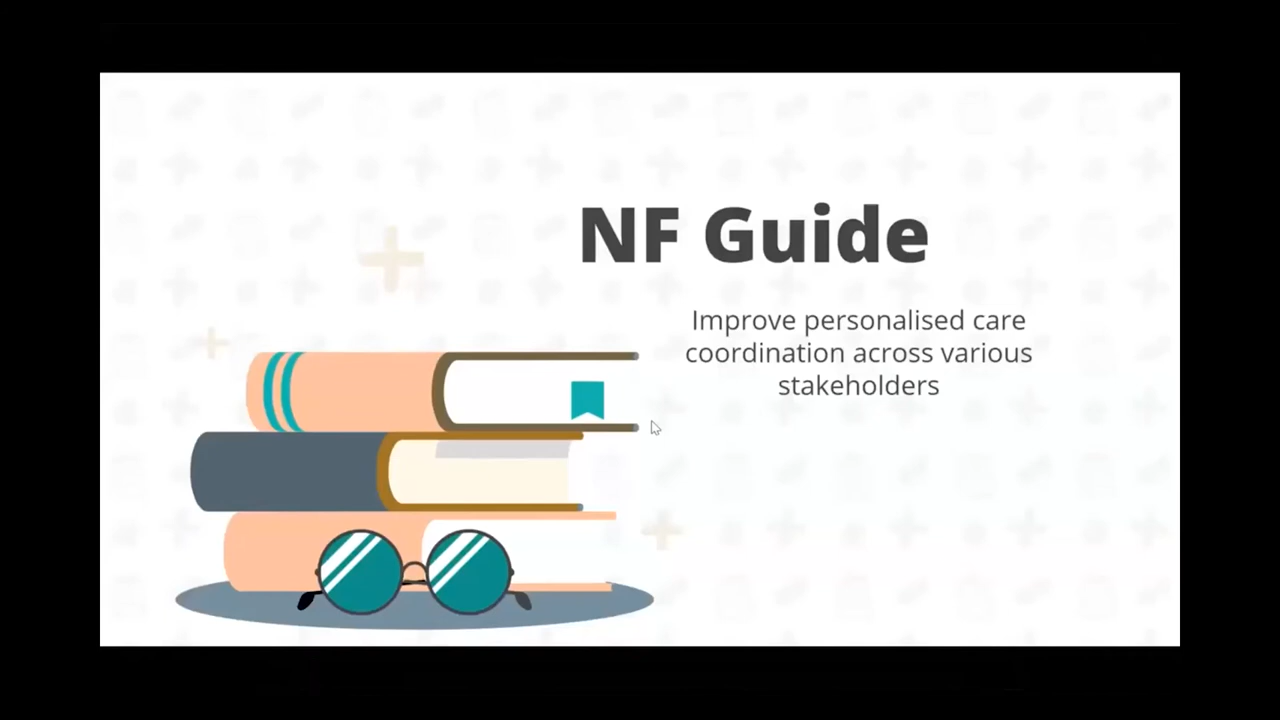 NF Guide
Improve personalised care
coordination across various
stakeholders